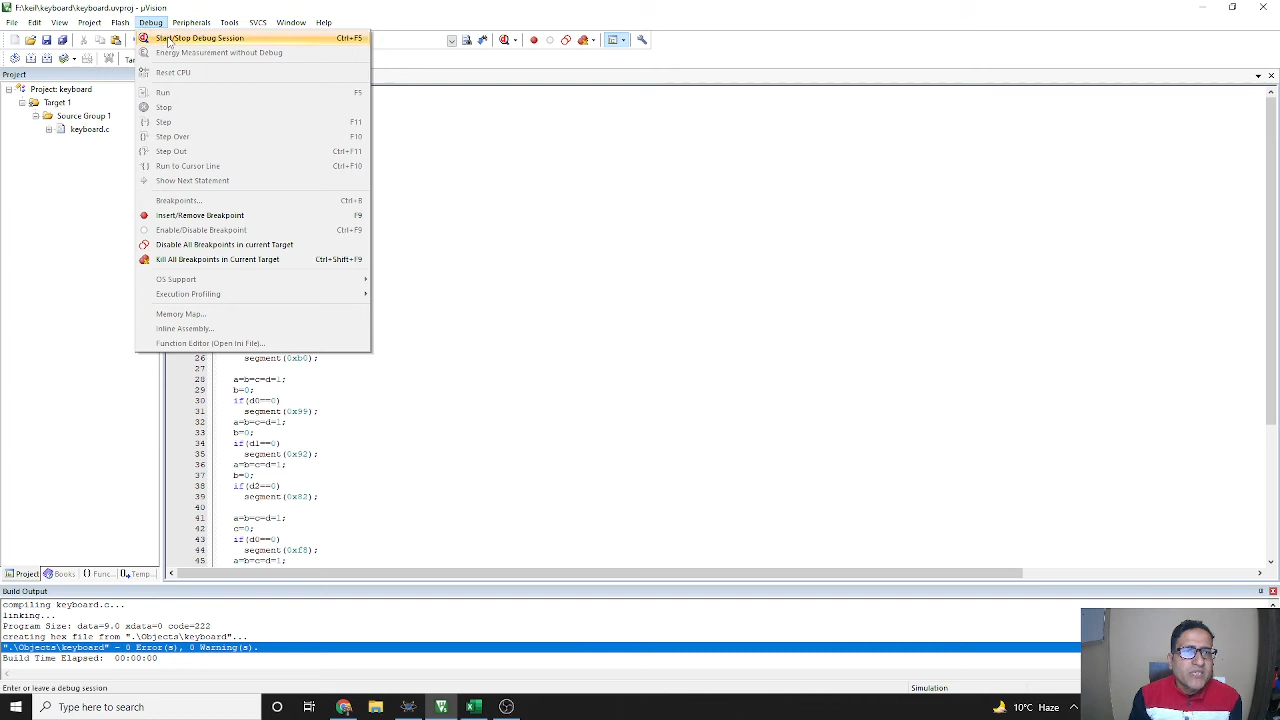 F:\keil\keyboard\keyboard.uvproj - µVision
File Edit View Project Flash Debug Peripherals Tools SVCS Window Help
Start/Stop Debug Session Ctrl+F5
Energy Measurement without Debug
Reset CPU
Run F5
Stop
Step F11
Step Over F10
Step Out Ctrl+F11
Run to Cursor Line Ctrl+F10
Show Next Statement
Breakpoints... Ctrl+B
Insert/Remove Breakpoint F9
Enable/Disable Breakpoint Ctrl+F9
Disable All Breakpoints in current Target
Kill All Breakpoints in Current Target Ctrl+Shift+F9
OS Support
Execution Profiling
Memory Map...
Inline Assembly...
Function Editor (Open Ini File)...
Project
Project: keyboard
Target 1
Source Group 1
keyboard.c
26 segment(0xb0);
27
28 a=b=c=d=1;
29 b=0;
30 if(d0==0)
31 segment(0x99);
32 a=b=c=d=1;
33 b=0;
34 if(d1==0)
35 segment(0x92);
36 a=b=c=d=1;
37 b=0;
38 if(d2==0)
39 segment(0x82);
40
41 a=b=c=d=1;
42 c=0;
43 if(d0==0)
44 segment(0xf8);
45 a=b=c=d=1;
Project Books {} Func... Temp...
Build Output
compiling keyboard.c...
linking...
Program Size: data=9.0 xdata=0 code=222
creating hex file from ".\Objects\keyboard"...
".\Objects\keyboard" - 0 Error(s), 0 Warning(s).
Build Time Elapsed: 00:00:00
Enter or leave a debug session Simulation
Type here to search
10°C Haze